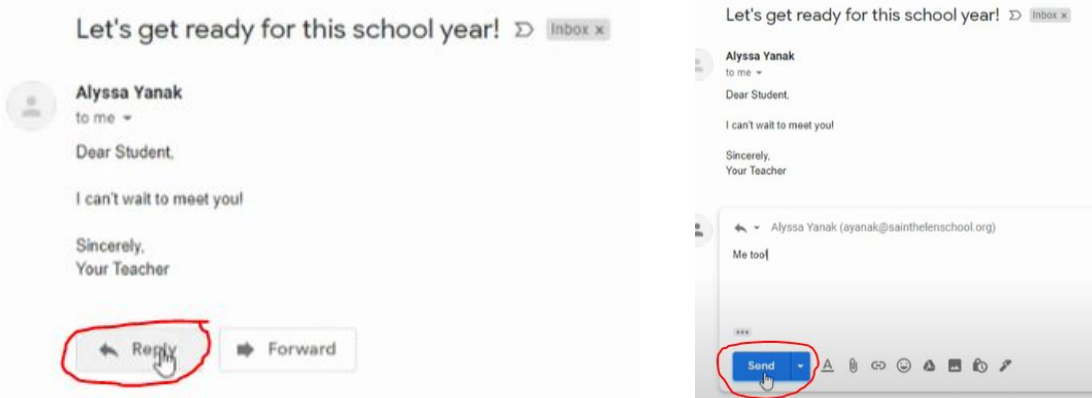 Let's get ready for this school year! Inbox x
Alyssa Yanak
to me
Dear Student,
I can't wait to meet you!
Sincerely,
Your Teacher
Reply Forward
Let's get ready for this school year! Inbox x
Alyssa Yanak
to me
Dear Student,
I can't wait to meet you!
Sincerely,
Your Teacher
Alyssa Yanak (ayanak@sainthelenschool.org)
Me too!
Send